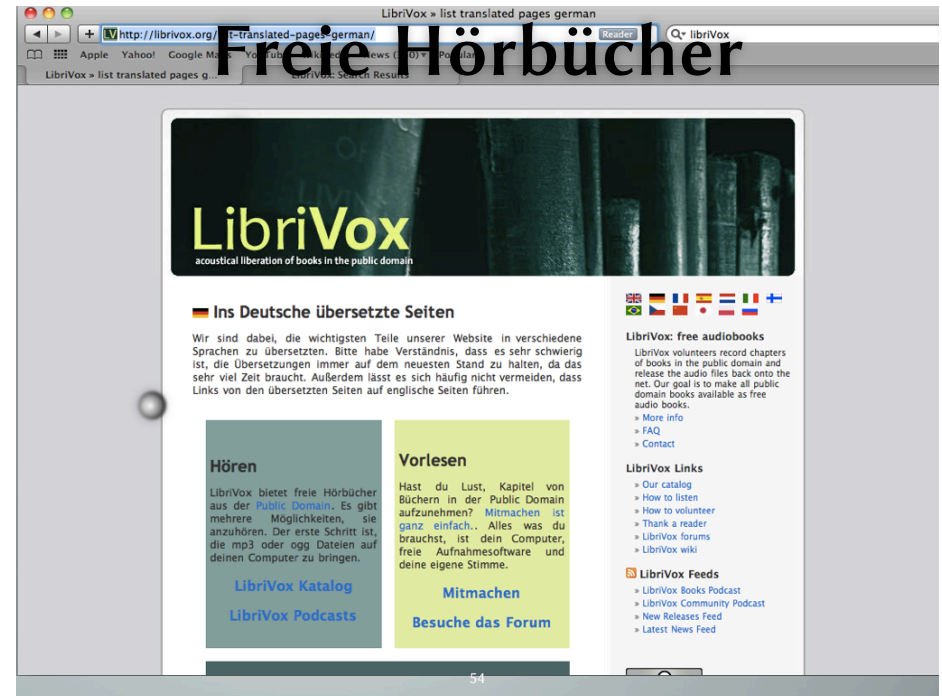 LibriVox » list translated pages german
http://librivox.org/ st-translated-pages-german/ Reader librivox
Freie Hörbücher
Apple Yahoo! Google Ma
LibriVox » list translated pages g... LibriVox: Search Results
LibriVox
acoustical liberation of books in the public domain
Ins Deutsche übersetzte Seiten
Wir sind dabei, die wichtigsten Teile unserer Website in verschiedene
Sprachen zu übersetzten. Bitte habe Verständnis, dass es sehr schwierig
ist, die Übersetzungen immer auf dem neuesten Stand zu halten, da das
sehr viel Zeit braucht. Außerdem lässt es sich häufig nicht vermeiden, dass
Links von den übersetzten Seiten auf englische Seiten führen.
Hören
LibriVox bietet freie Hörbücher
aus der Public Domain. Es gibt
mehrere Möglichkeiten, sie
anzuhören. Der erste Schritt ist,
die mp3 oder ogg Dateien auf
deinen Computer zu bringen.
LibriVox Katalog
LibriVox Podcasts
Vorlesen
Hast du Lust, Kapitel von
Büchern in der Public Domain
aufzunehmen? Mitmachen ist
ganz einfach.. Alles was du
brauchst, ist dein Computer,
freie Aufnahmesoftware und
deine eigene Stimme.
Mitmachen
Besuche das Forum
LibriVox: free audiobooks
LibriVox volunteers record chapters
of books in the public domain and
release the audio files back onto the
net. Our goal is to make all public
domain books available as free
audio books.
» More info
» FAQ
» Contact
LibriVox Links
» Our catalog
» How to listen
» How to volunteer
» Thank a reader
» LibriVox forums
» LibriVox wiki
LibriVox Feeds
» LibriVox Books Podcast
» LibriVox Community Podcast
» New Releases Feed
» Latest News Feed
54